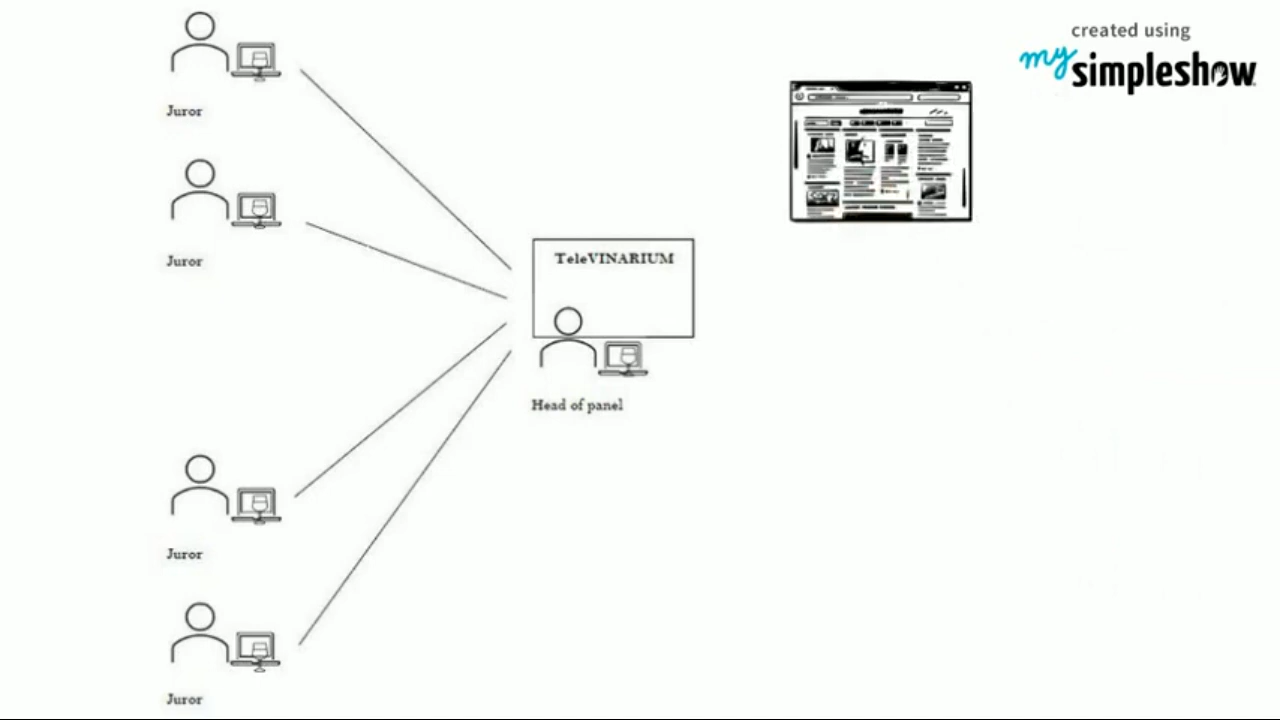 created using
my simpleshow
Juror
Juror
TeleVINARIUM
Head of panel
Juror
Juror